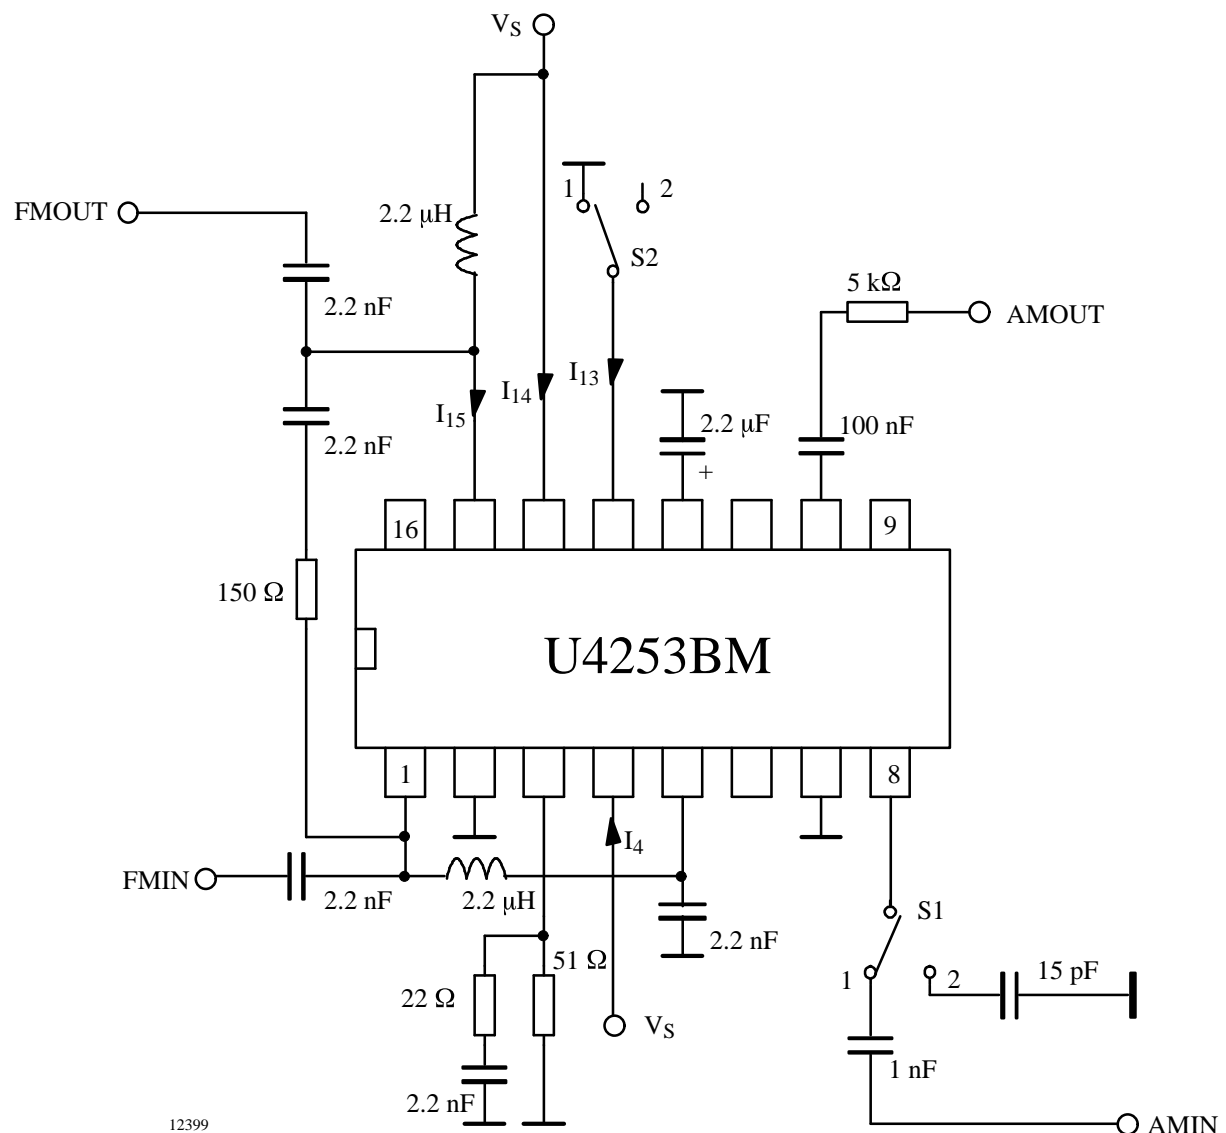 VS
1
2
FMOUT
2.2 μH
S2
5 kΩ
2.2 nF
AMOUT
I13
I14
I15
2.2 μF
100 nF
2.2 nF
+
16
9
150 Ω
U4253BM
1
8
I4
FMIN
2.2 nF
2.2 μH
S1
2.2 nF
51 Ω
22 Ω
1
2
15 pF
VS
1 nF
2.2 nF
12399
AMIN